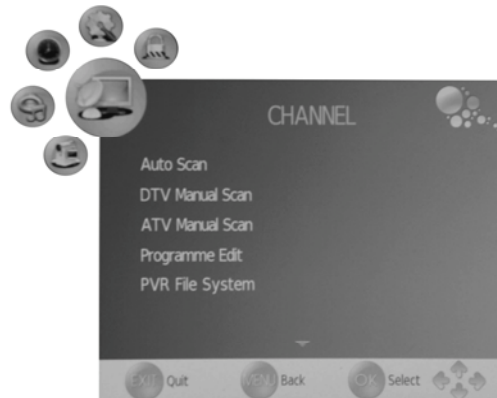 CHANNEL
Auto Scan
DTV Manual Scan
ATV Manual Scan
Programme Edit
PVR File System
EXIT Quit MENU Back OK Select